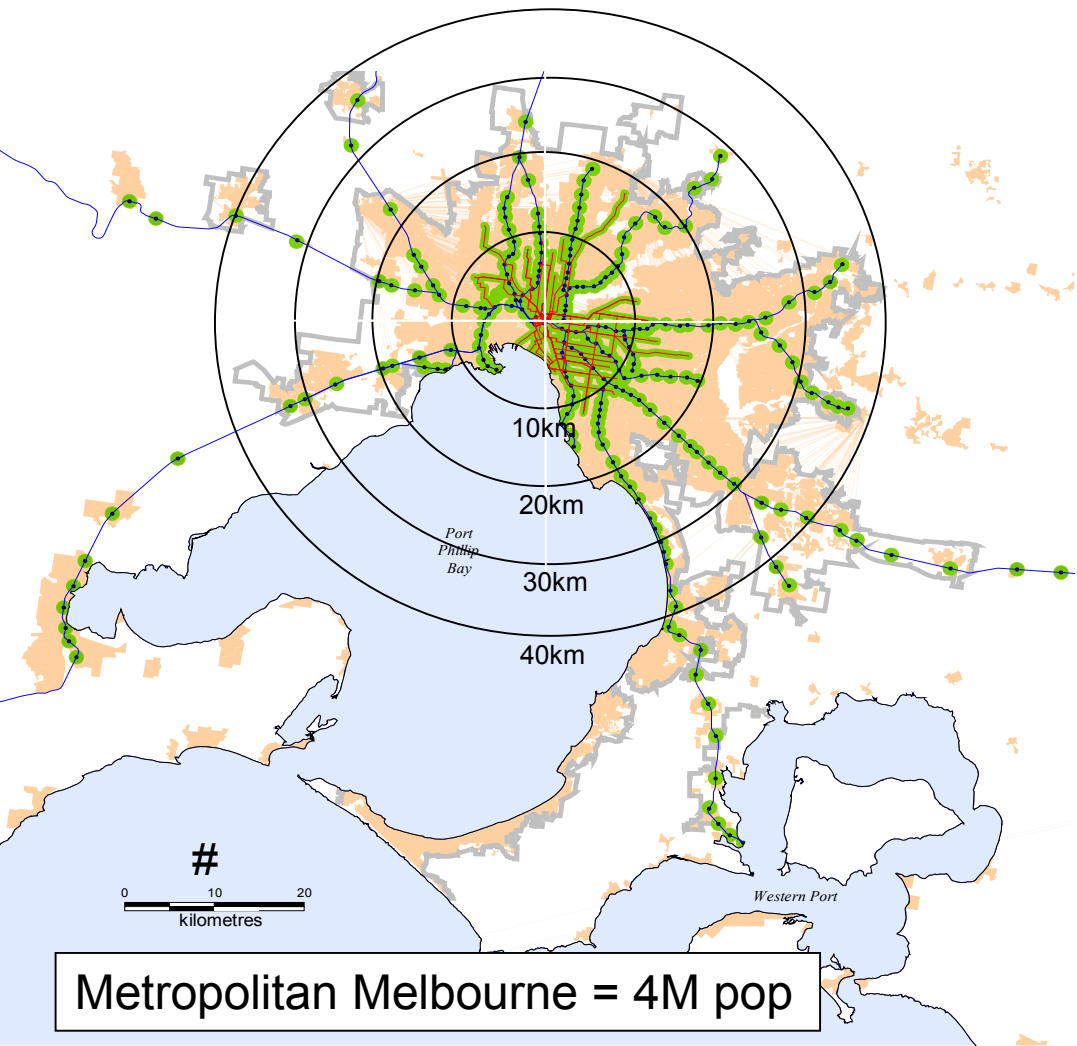 10km
20km
Port
Phillip
Bay
30km
40km
#
0 10 20
kilometres
Western Port
Metropolitan Melbourne = 4M pop